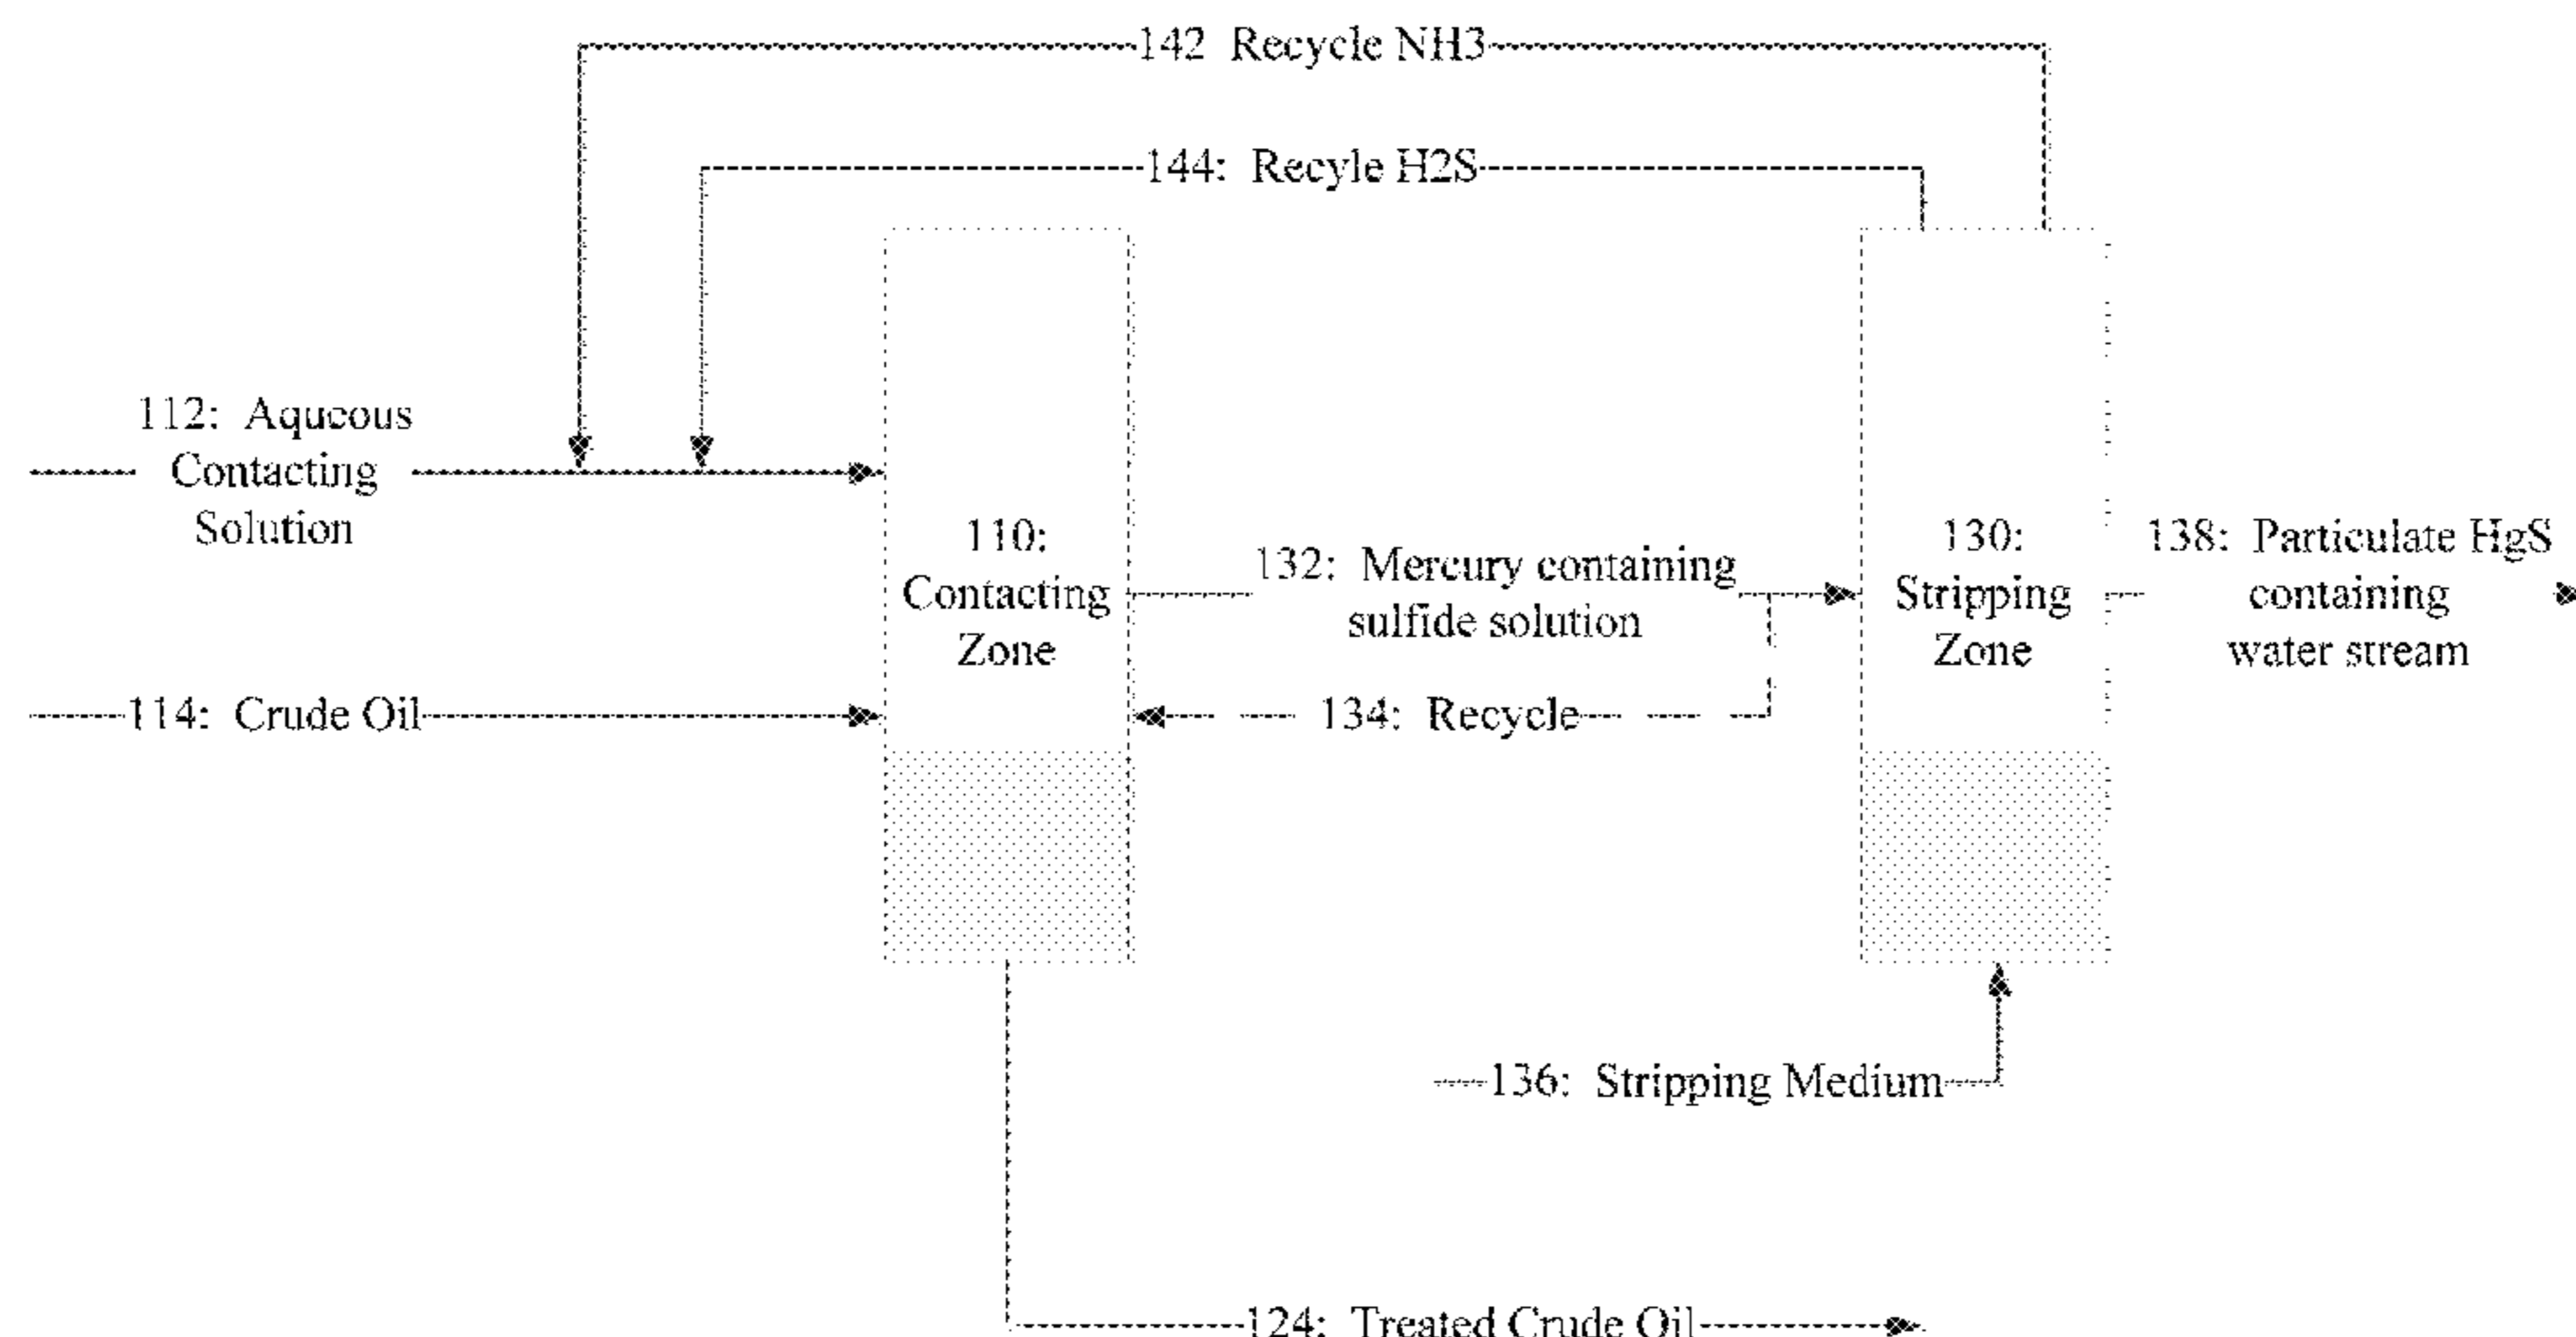 142 Recycle NH3
144: Recyle H2S
112: Aqueous
Contacting
Solution
110:
Contacting
Zone
132: Mercury containing
sulfide solution
130:
Stripping
Zone
138: Particulate HgS
containing
water stream
114: Crude Oil
134: Recycle
136: Stripping Medium
124: Treated Crude Oil